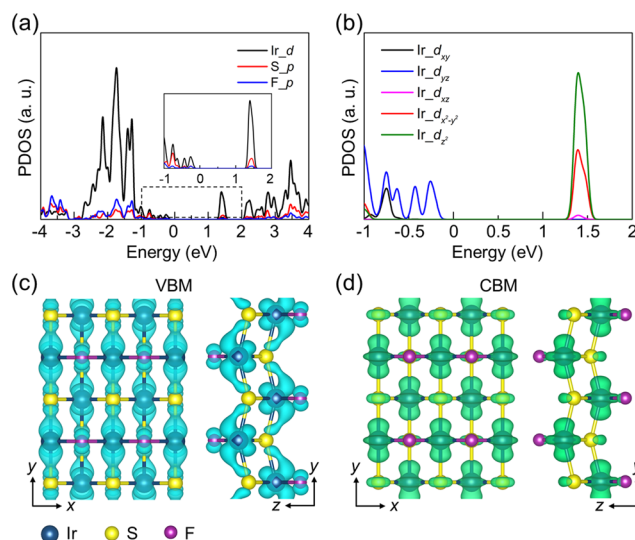 (a)
Ir_d
S_p
F_p
PDOS (a. u.)
-1 0 1 2
-4 -3 -2 -1 0 1 2 3 4
Energy (eV)
(b)
Ir_dxy
Ir_dyz
Ir_dxz
Ir_dx²-y²
Ir_dz²
PDOS (a. u.)
-1 -0.5 0 0.5 1 1.5 2
Energy (eV)
(c) VBM
y
x
y
z
(d) CBM
y
x
y
z
Ir S F